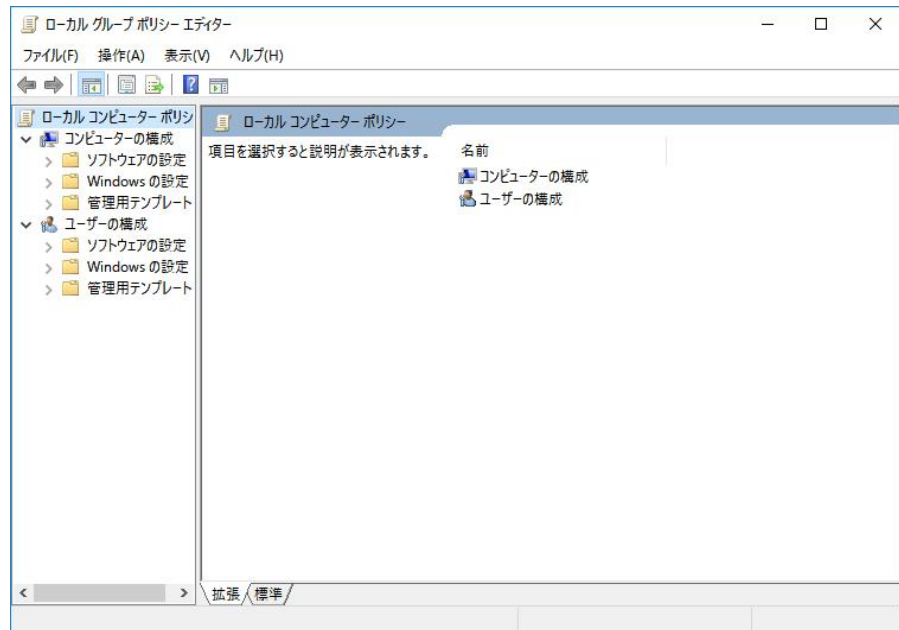 ローカル グループ ポリシー エディター
ファイル(F) 操作(A) 表示(V) ヘルプ(H)
ローカル コンピューター ポリシ
コンピューターの構成
ソフトウェアの設定
Windows の設定
管理用テンプレート
ユーザーの構成
ソフトウェアの設定
Windows の設定
管理用テンプレート
ローカル コンピューター ポリシー
項目を選択すると説明が表示されます。
名前
コンピューターの構成
ユーザーの構成
拡張 標準